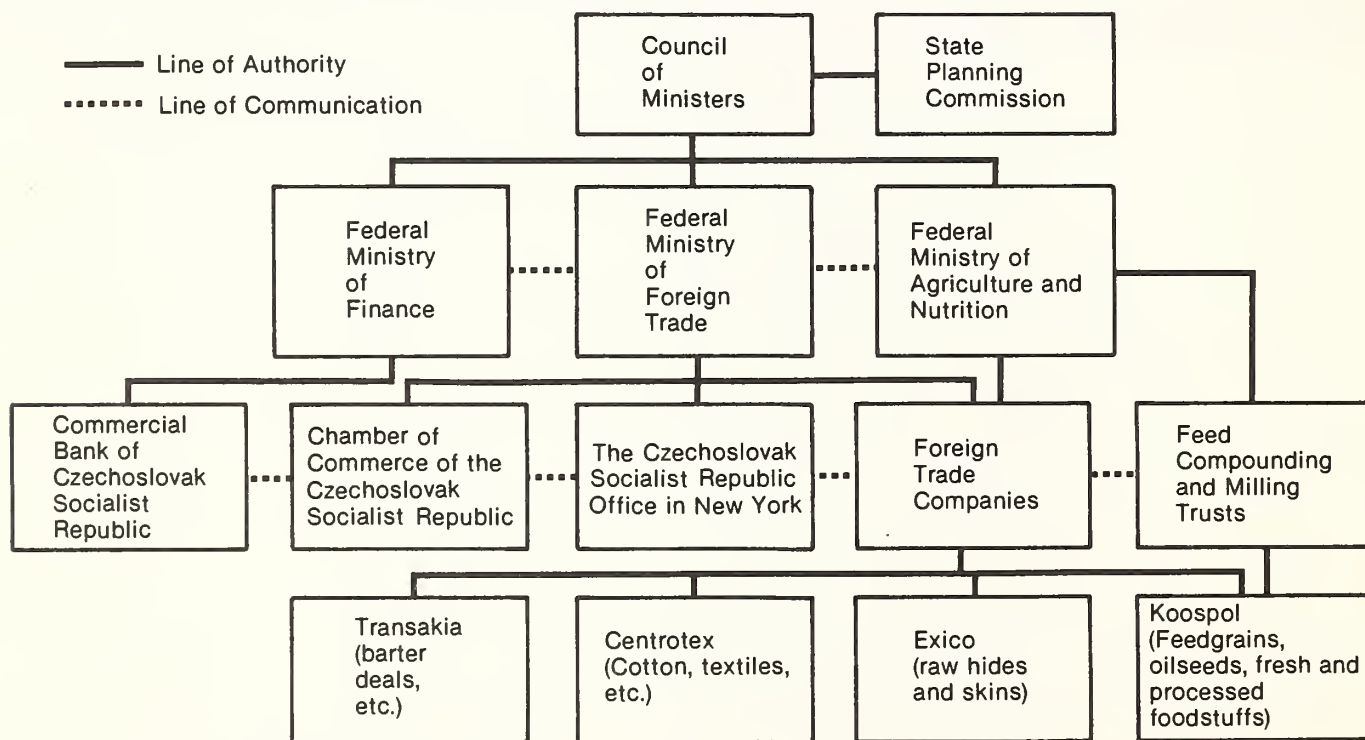 Line of Authority
Line of Communication
Council
of
Ministers
State
Planning
Commission
Federal
Ministry
of
Finance
Federal
Ministry
of
Foreign
Trade
Federal
Ministry of
Agriculture and
Nutrition
Commercial
Bank of
Czechoslovak
Socialist
Republic
Chamber of
Commerce of the
Czechoslovak
Socialist Republic
The Czechoslovak
Socialist Republic
Office in New York
Foreign
Trade
Companies
Feed
Compounding
and Milling
Trusts
Transakia
(barter
deals,
etc.)
Centrotex
(Cotton, textiles,
etc.)
Exico
(raw hides
and skins)
Koospol
(Feedgrains,
oilseeds, fresh and
processed
foodstuffs)